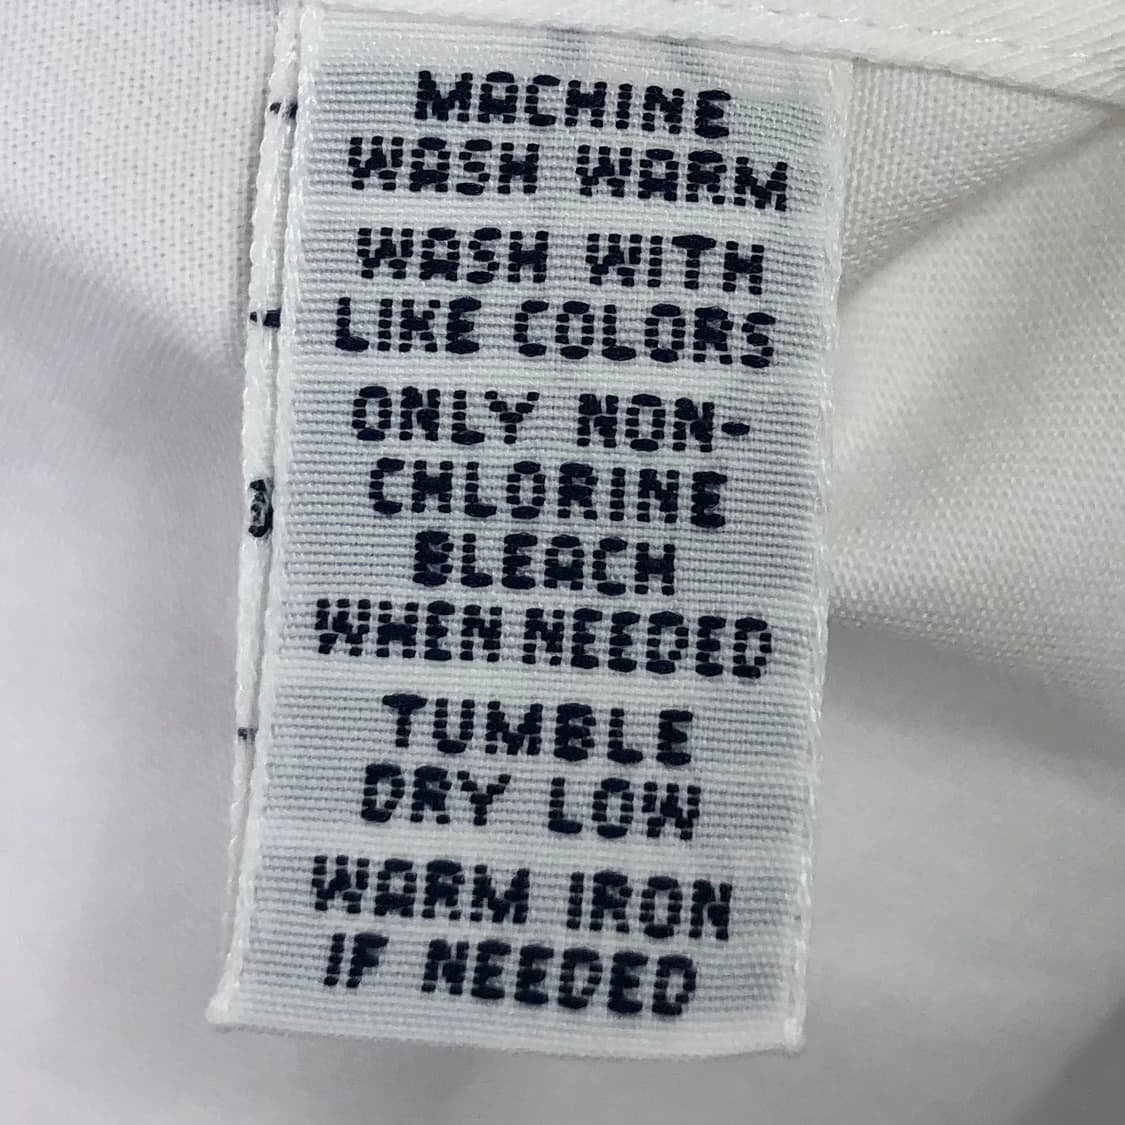 MACHINE
WASH WARM
WASH WITH
LIKE COLORS
ONLY NON-
CHLORINE
BLEACH
WHEN NEEDED
TUMBLE
DRY LOW
WARM IRON
IF NEEDED